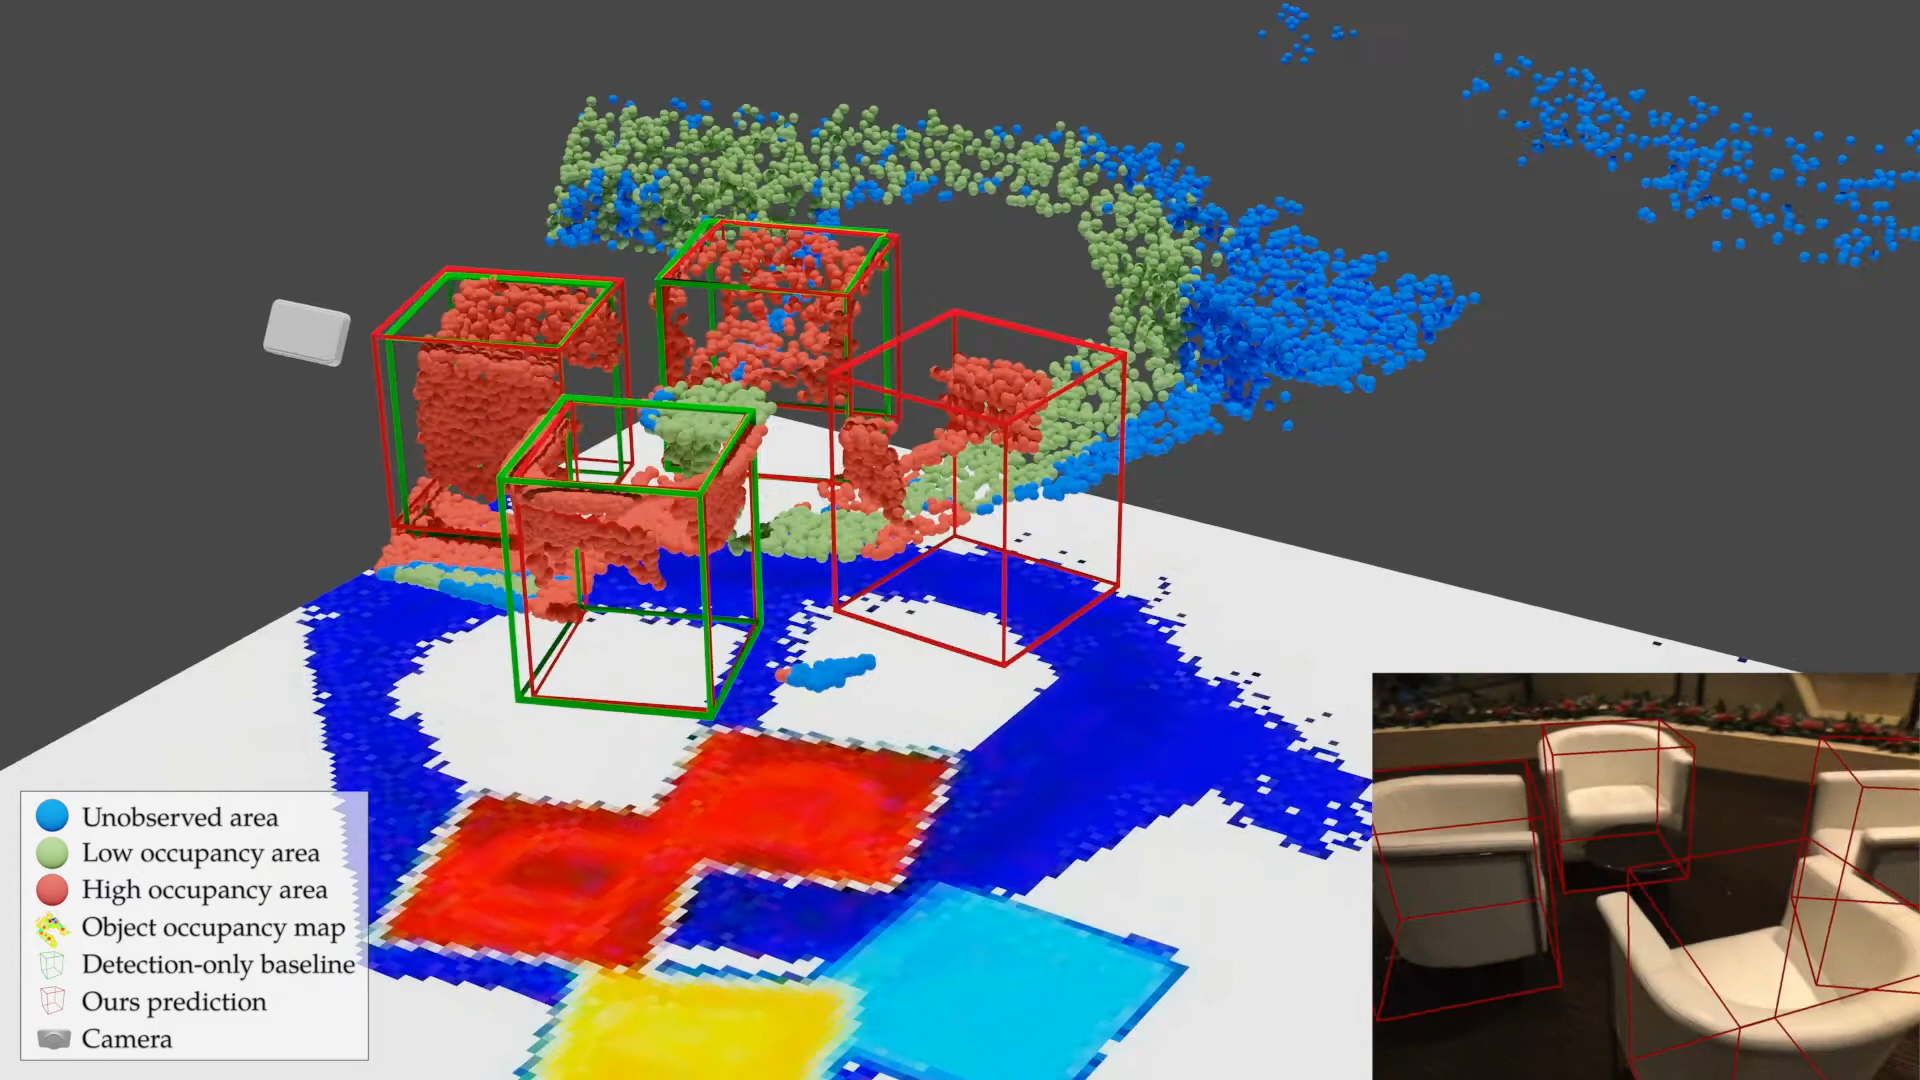 Unobserved area
Low occupancy area
High occupancy area
Object occupancy map
Detection-only baseline
Ours prediction
Camera